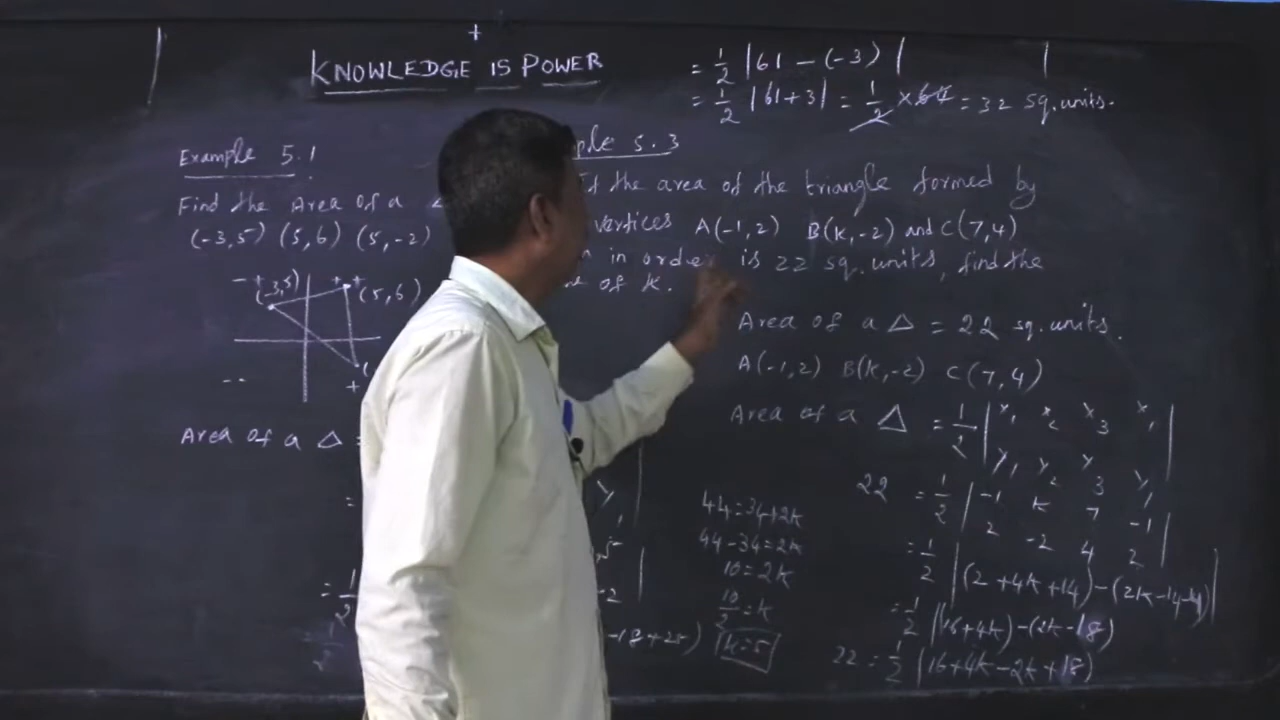 KNOWLEDGE IS POWER
= 1/2 |61 - (-3)|
= 1/2 |61+3| = 1/2 × 64 = 32 sq. units.
Example 5.1
Find the Area of a
(-3,5) (5,6) (5,-2)
(-3,5)
(5,6)
Area of a △ =
ple 5.3
the area of the triangle formed by
vertices A(-1,2) B(k,-2) and C(7,4)
in order is 22 sq. units, find the
of k.
Area of a △ = 22 sq. units.
A(-1,2) B(k,-2) C(7,4)
Area of a △ = 1/2 | x₁ x₂ x₃ x₁ |
y₁ y₂ y₃ y₁
22 = 1/2 | -1 k 7 -1 |
2 -2 4 2
= 1/2 |(2+4k+14)-(2k-14-4)|
= 1/2 |(16+4k)-(2k-18)
22 = 1/2 (16+4k-2k+18)
44=34+2k
44-34=2k
10=2k
10/2=k
k=5